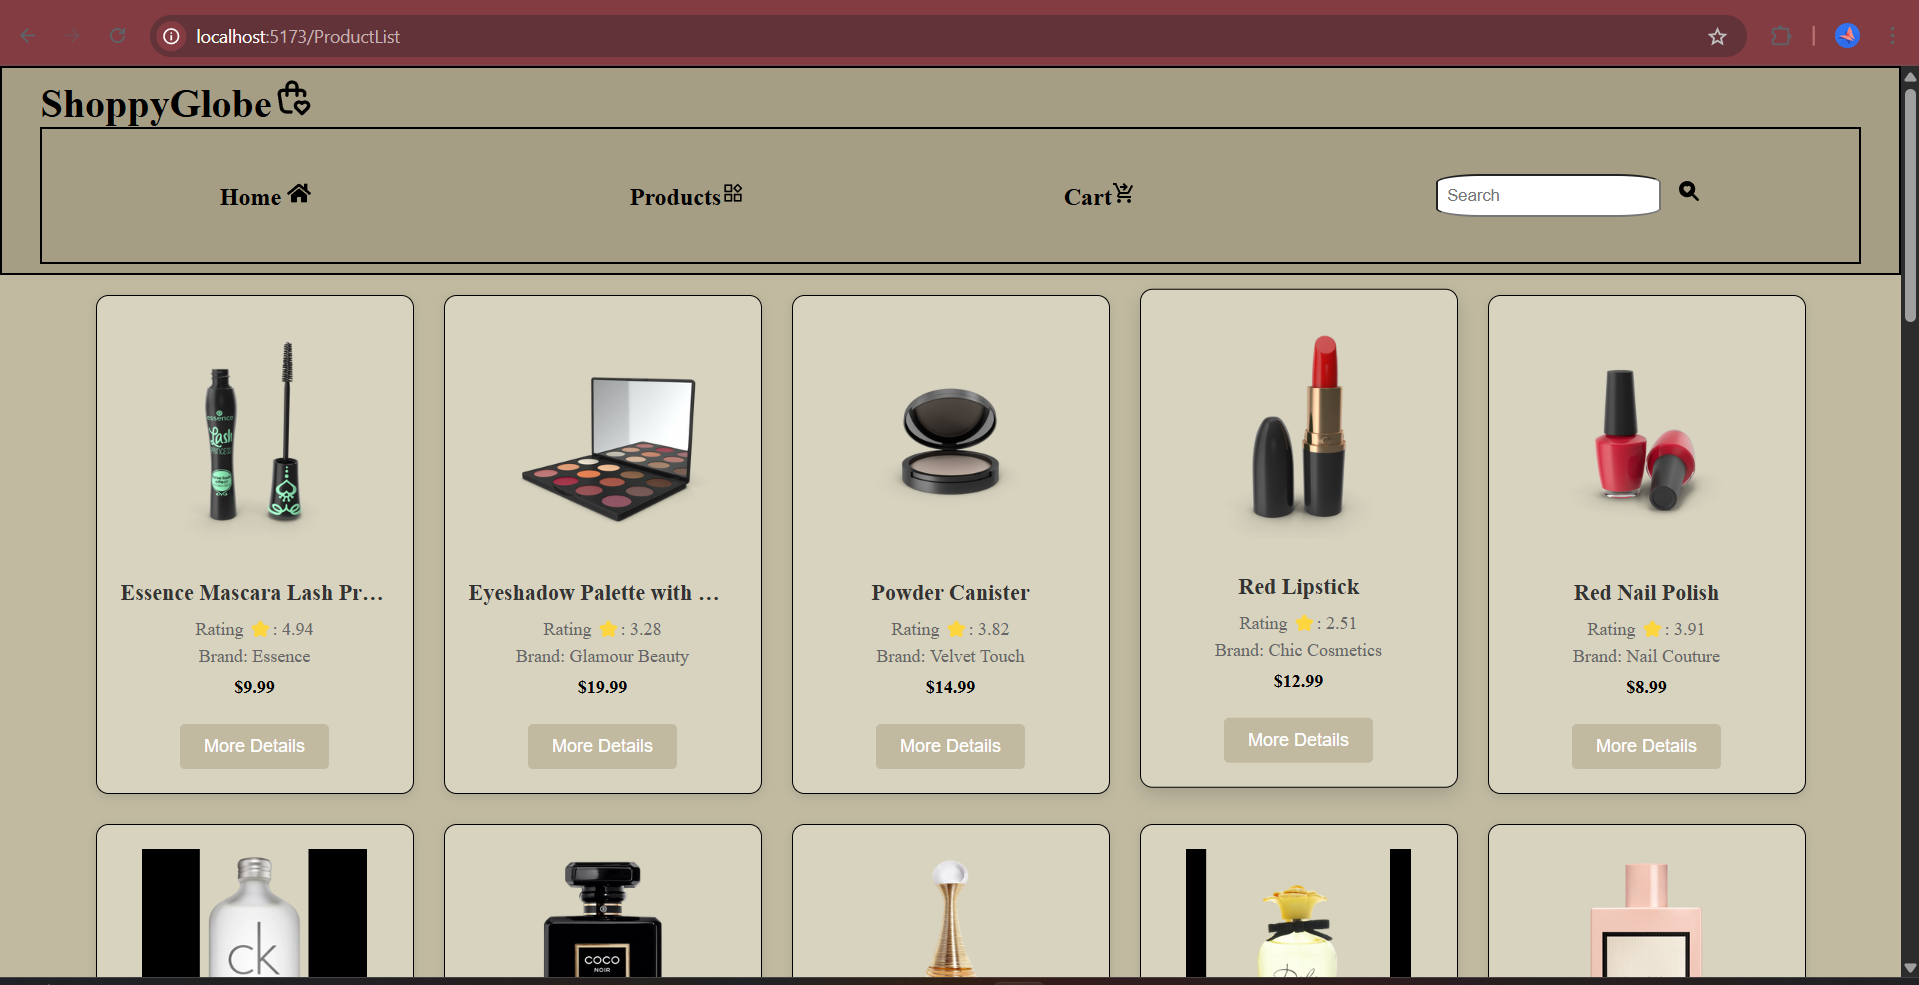 localhost:5173/ProductList
ShoppyGlobe
Home Products Cart Search
Essence Mascara Lash Pr... Eyeshadow Palette with ... Powder Canister Red Lipstick Red Nail Polish
Rating ⭐: 4.94 Rating ⭐: 3.28 Rating ⭐: 3.82 Rating ⭐: 2.51 Rating ⭐: 3.91
Brand: Essence Brand: Glamour Beauty Brand: Velvet Touch Brand: Chic Cosmetics Brand: Nail Couture
$9.99 $19.99 $14.99 $12.99 $8.99
More Details More Details More Details More Details More Details
essence
Lash
ck
COCO
NOIR